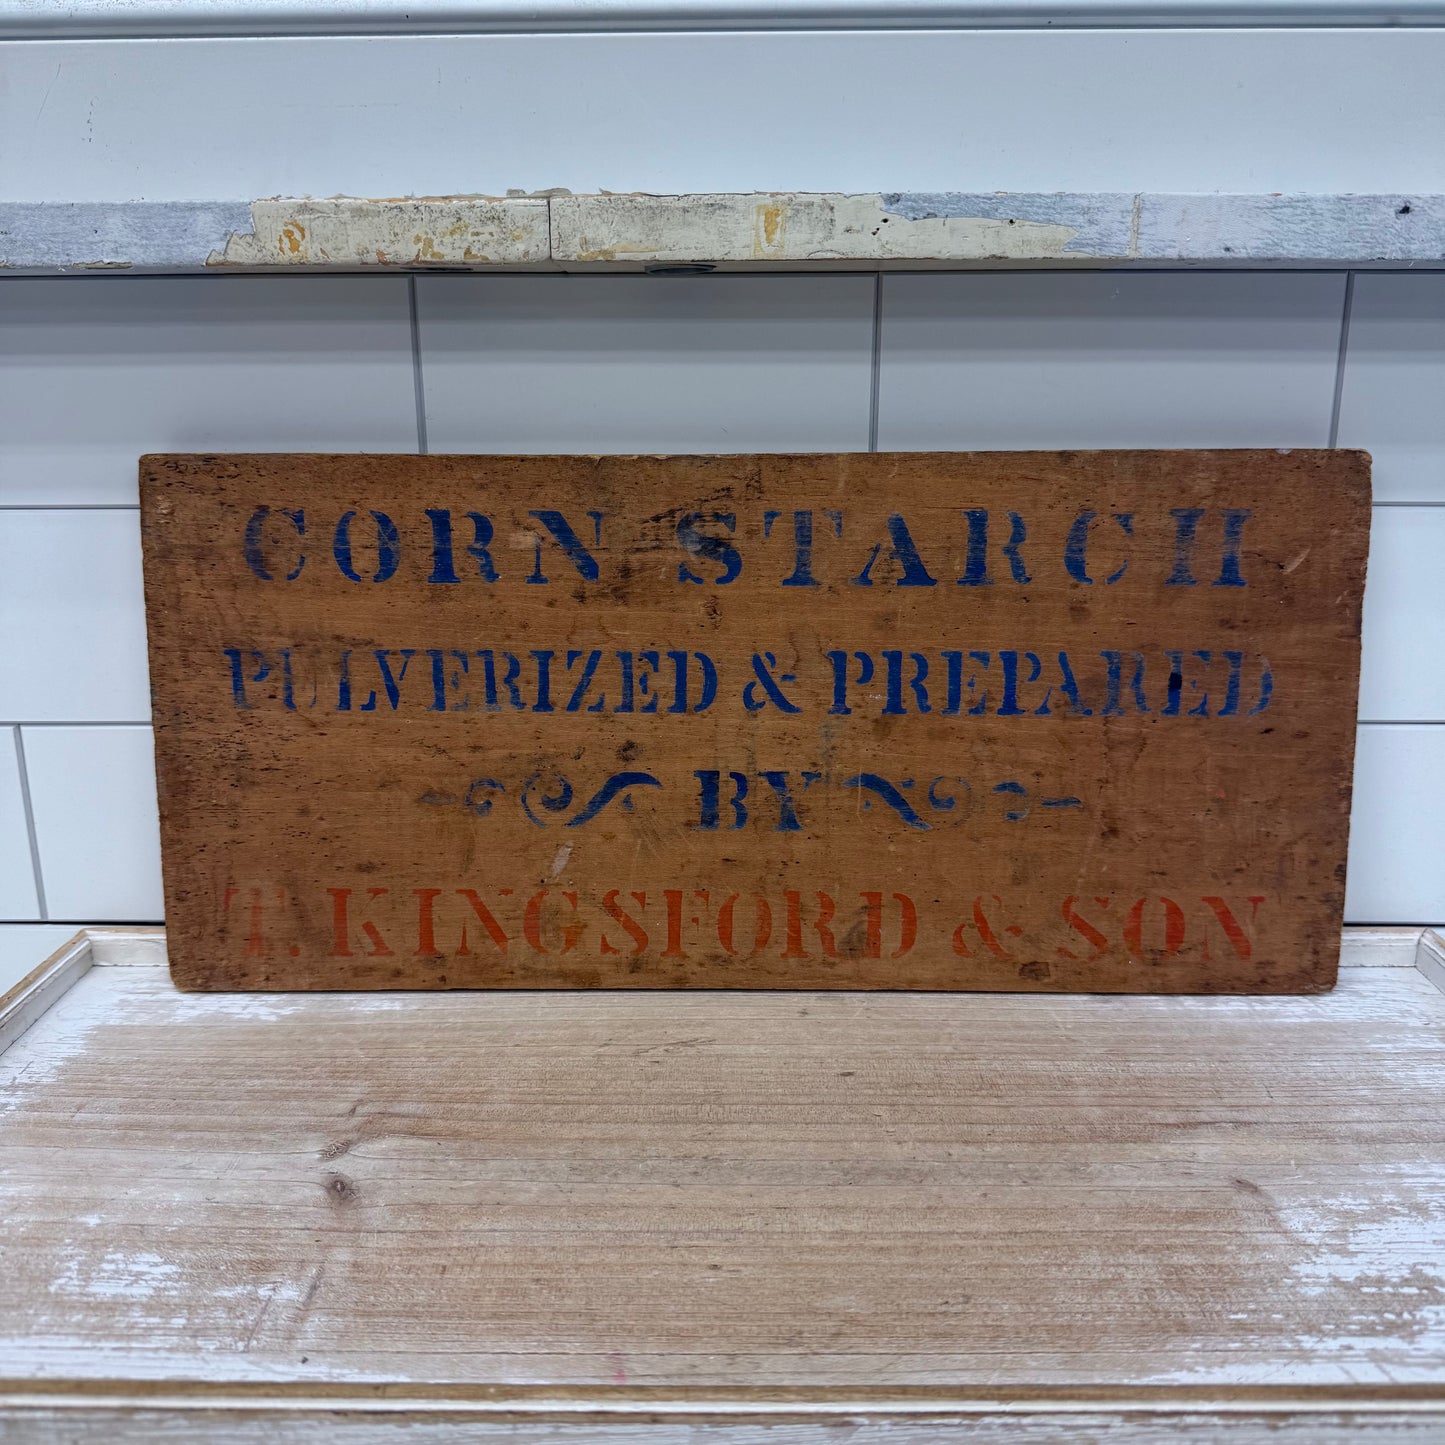 CORN STARCH
PULVERIZED & PREPARED
BY
T. KINGSFORD & SON